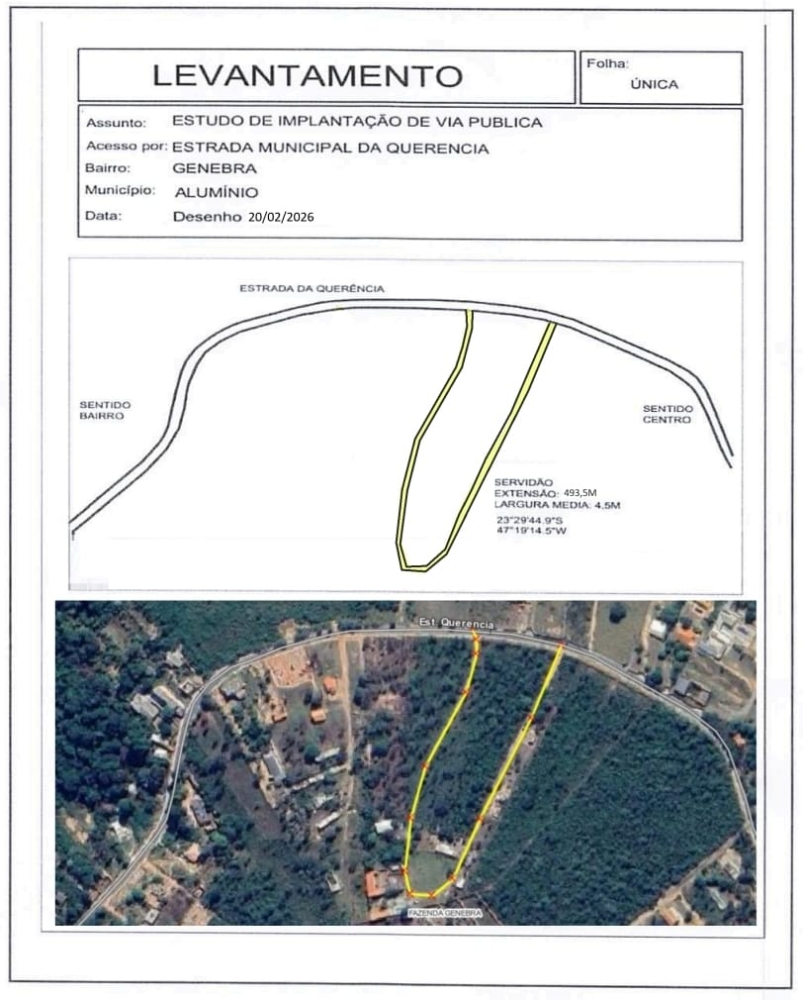 LEVANTAMENTO
Folha:
ÚNICA
Assunto: ESTUDO DE IMPLANTAÇÃO DE VIA PUBLICA
Acesso por: ESTRADA MUNICIPAL DA QUERENCIA
Bairro: GENEBRA
Município: ALUMÍNIO
Data: Desenho 20/02/2026
ESTRADA DA QUERÊNCIA
SENTIDO
BAIRRO
SENTIDO
CENTRO
SERVIDÃO
EXTENSÃO: 493,5M
LARGURA MEDIA: 4,5M
23°29'44.9"S
47°19'14.5"W
Est. Querencia
FAZENDA GENEBRA